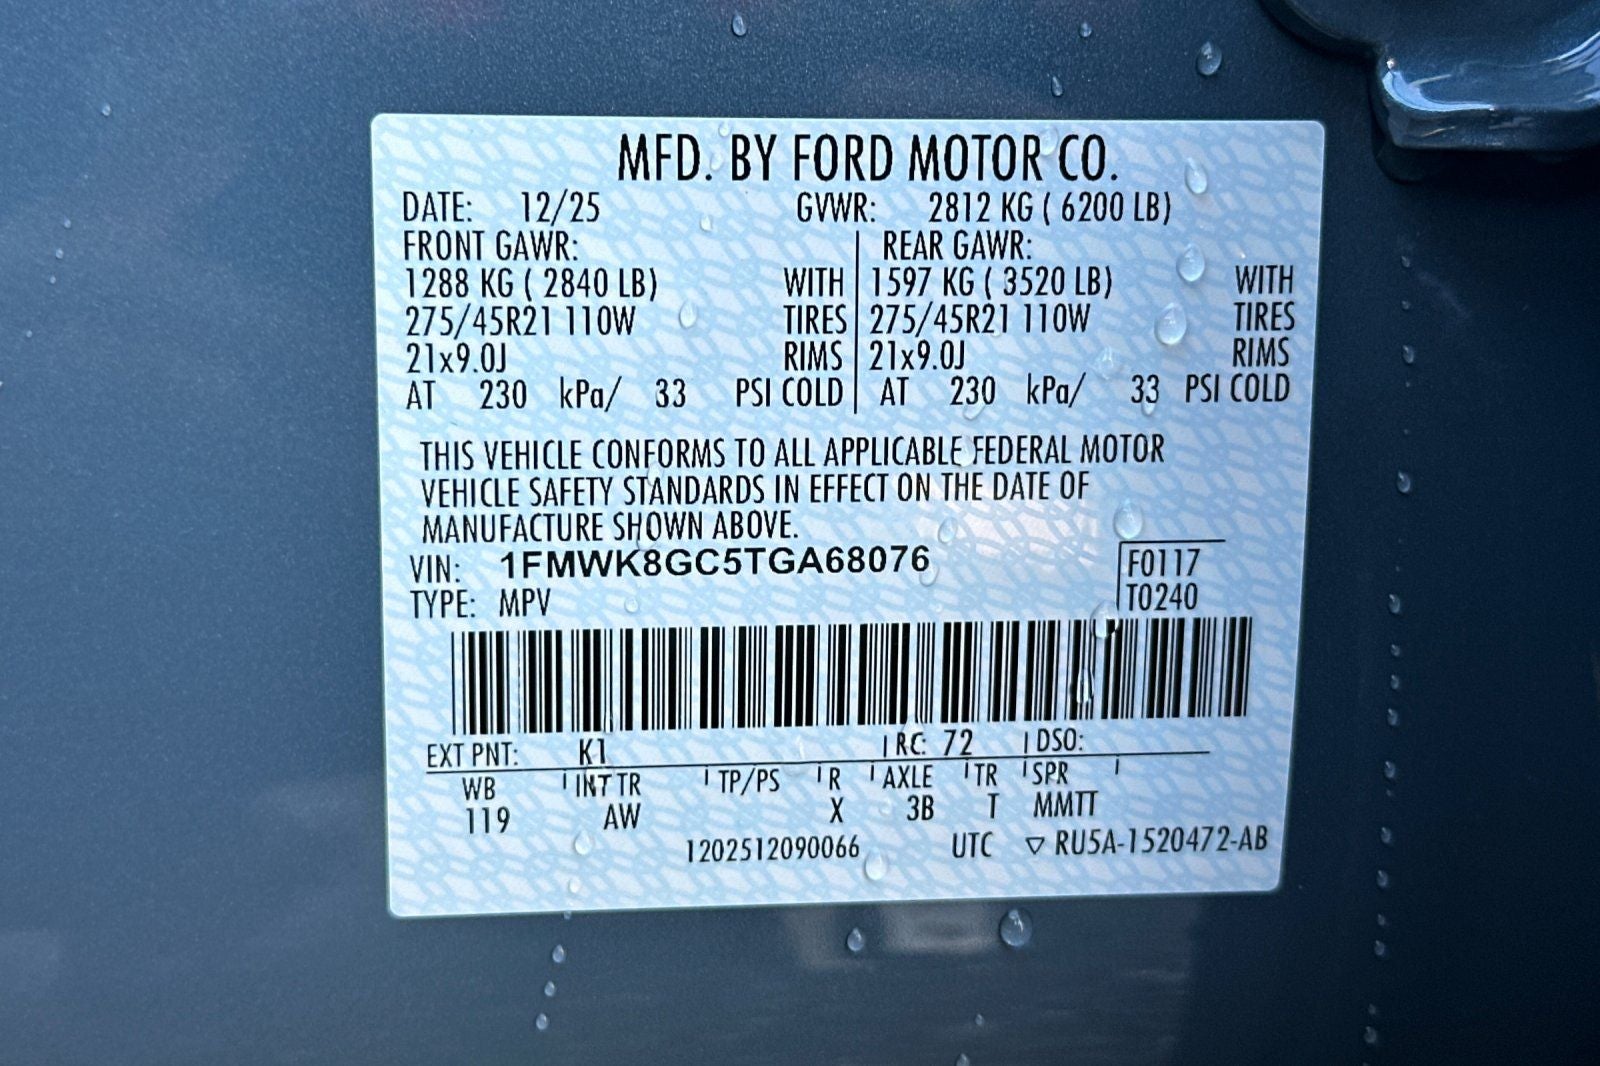 MFD. BY FORD MOTOR CO.
DATE: 12/25 GVWR: 2812 KG ( 6200 LB)
FRONT GAWR: REAR GAWR:
1288 KG ( 2840 LB) WITH 1597 KG ( 3520 LB) WITH
275/45R21 110W TIRES 275/45R21 110W TIRES
21x9.0J RIMS 21x9.0J RIMS
AT 230 kPa/ 33 PSI COLD AT 230 kPa/ 33 PSI COLD
THIS VEHICLE CONFORMS TO ALL APPLICABLE FEDERAL MOTOR
VEHICLE SAFETY STANDARDS IN EFFECT ON THE DATE OF
MANUFACTURE SHOWN ABOVE.
VIN: 1FMWK8GC5TGA68076 F0117
TYPE: MPV T0240
EXT PNT: K1 RC: 72 DSO:
WB INT TR TP/PS R AXLE TR SPR
119 AW X 3B T MMTT
1202512090066 UTC ▽ RU5A-1520472-AB